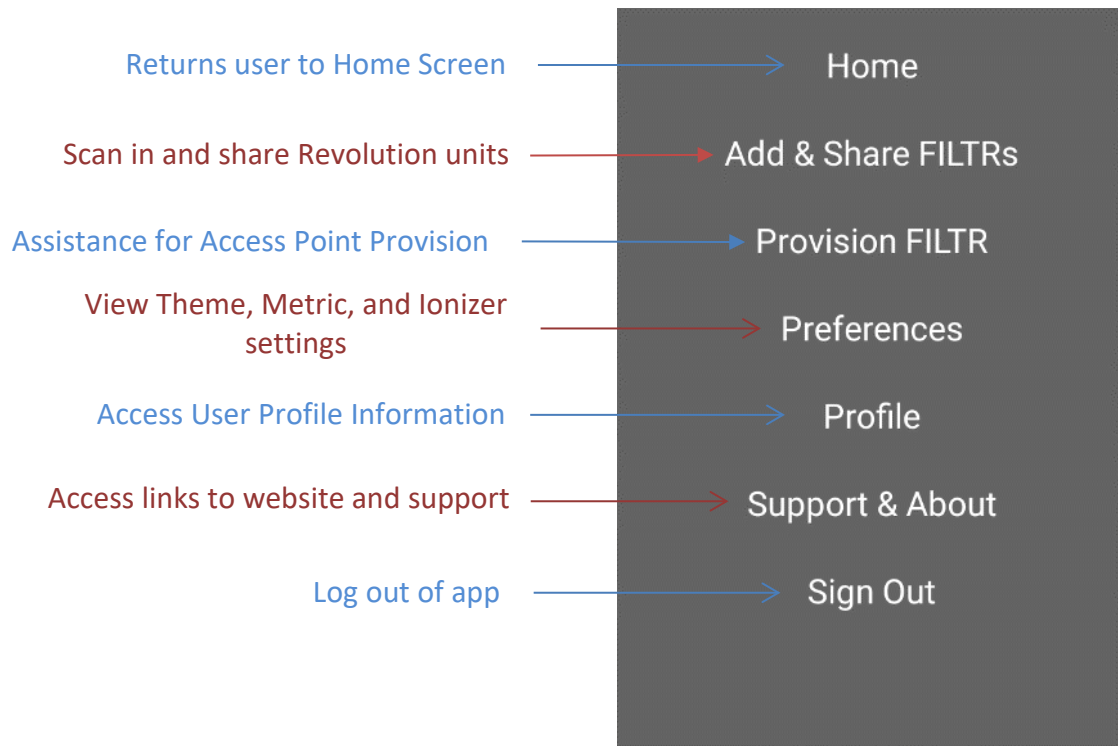 Returns user to Home Screen
Home
Scan in and share Revolution units
Add & Share FILTRs
Assistance for Access Point Provision
Provision FILTR
View Theme, Metric, and Ionizer
settings
Preferences
Access User Profile Information
Profile
Access links to website and support
Support & About
Log out of app
Sign Out